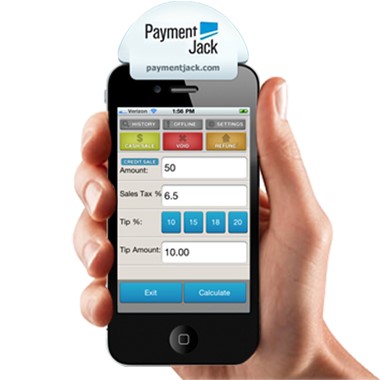 Payment
Jack
paymentjack.com
Verizon 1:56 PM
HISTORY OFFLINE SETTINGS
$ CASH SALE VOID REFUND
CREDIT SALE
Amount: 50
Sales Tax % 6.5
Tip %: 10 15 18 20
Tip Amount: 10.00
Exit Calculate